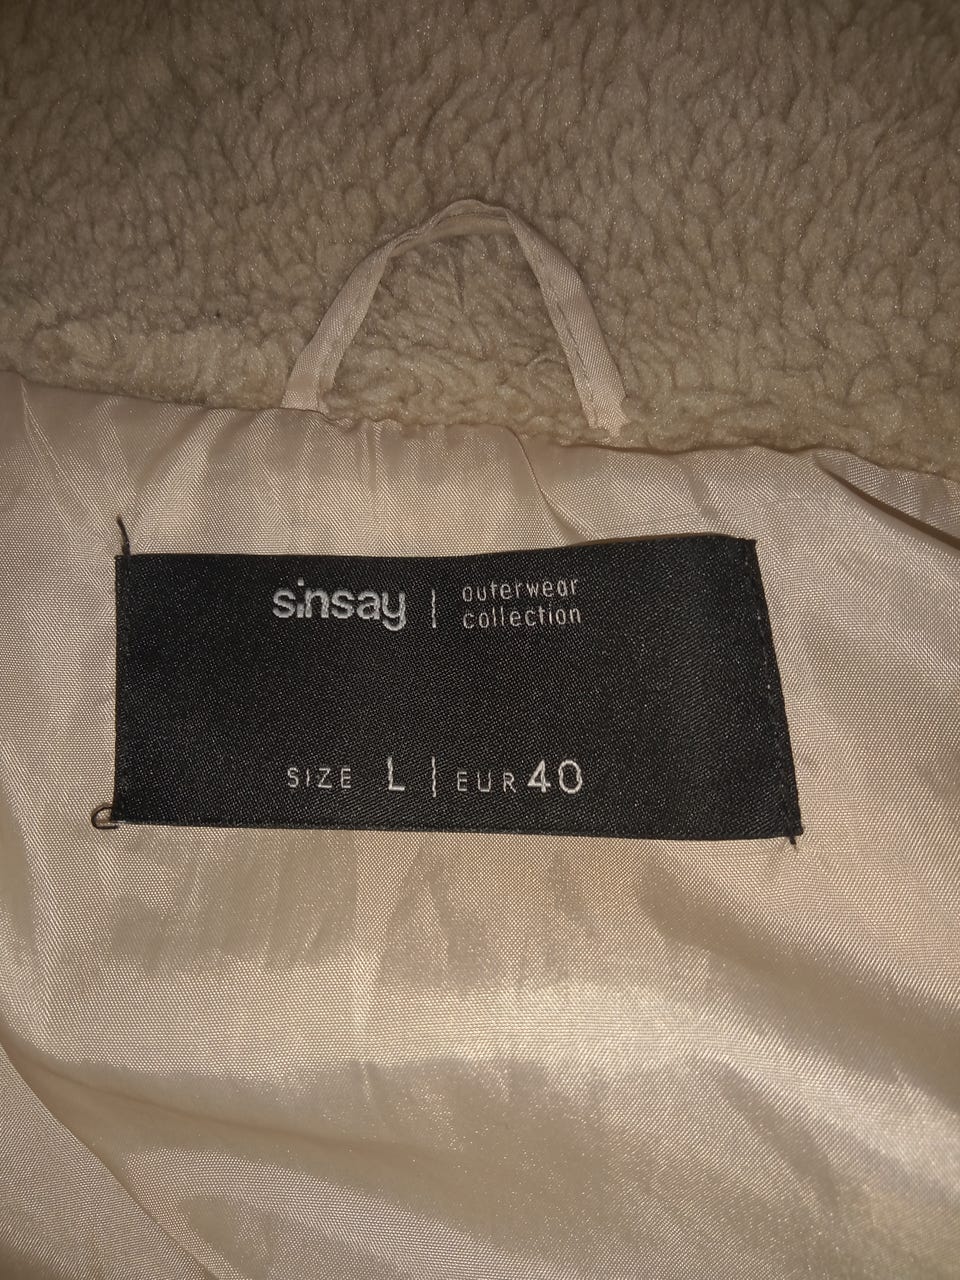 sinsay | outerwear
collection
SIZE L | EUR 40